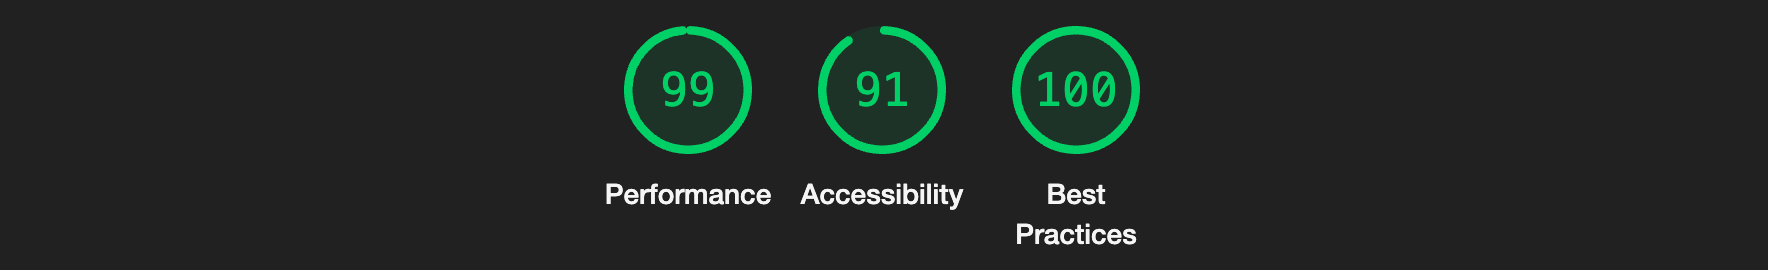 99
91
100
Performance
Accessibility
Best
Practices